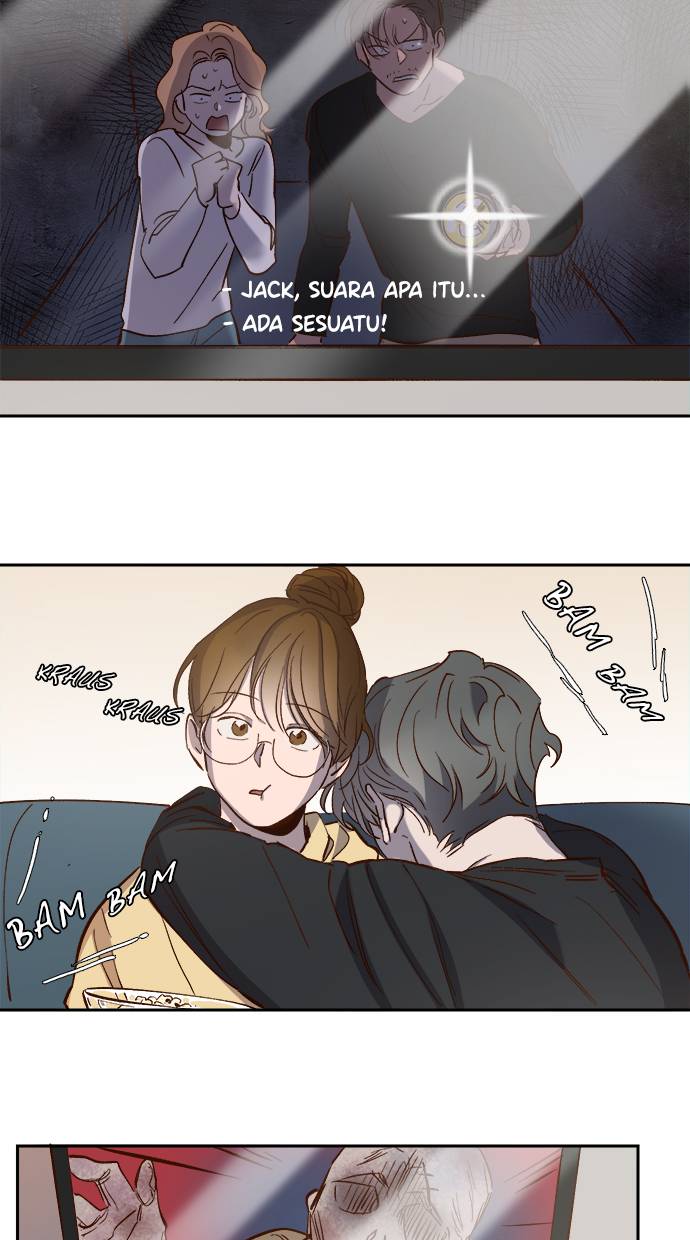 - JACK, SUARA APA ITU...
- ADA SESUATU!
BAM
BAM
KRAUS
KRAUS
BAM BAM